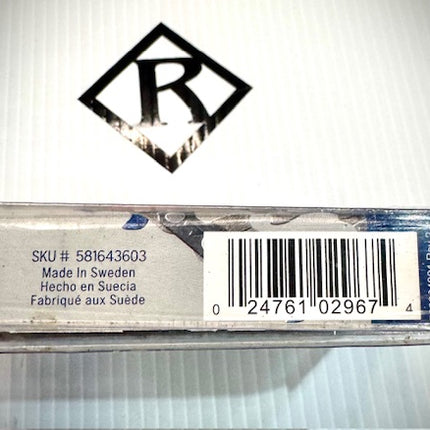 R
SKU # 581643603
Made In Sweden
Hecho en Suecia
Fabriqué aux Suède
0 24761 02967 4